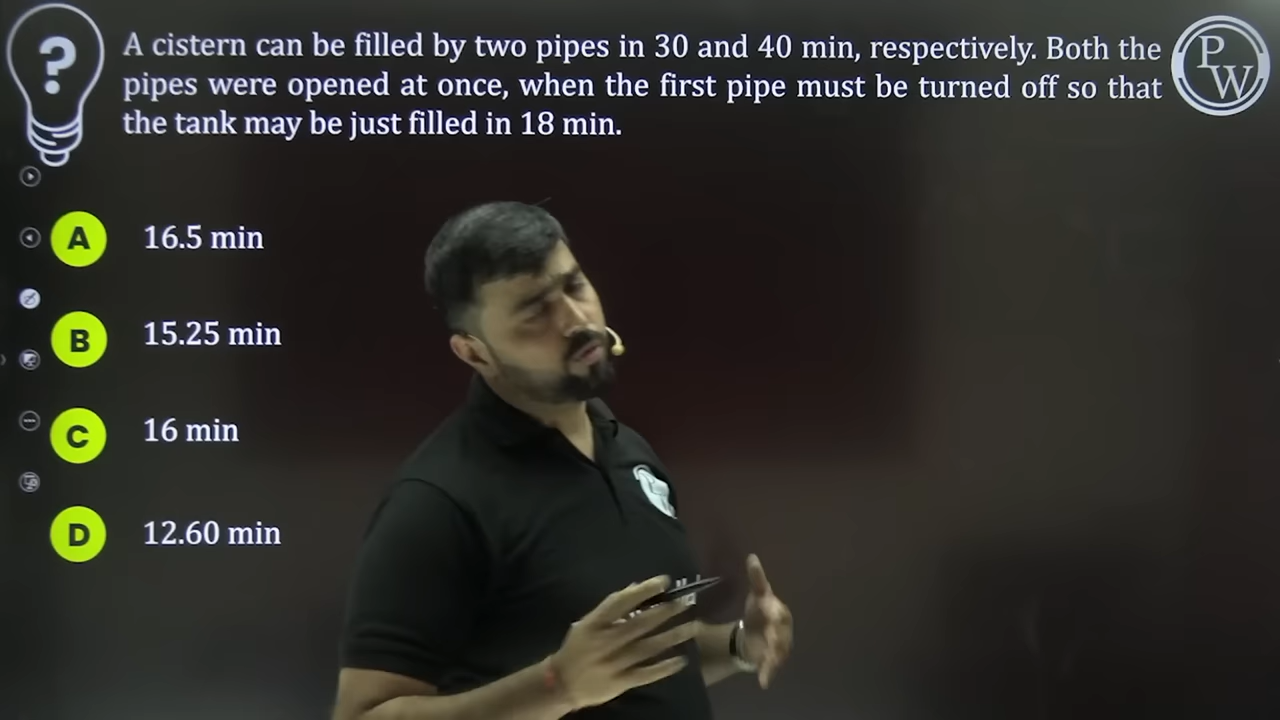 ?
A cistern can be filled by two pipes in 30 and 40 min, respectively. Both the
pipes were opened at once, when the first pipe must be turned off so that
the tank may be just filled in 18 min.
PW
A 16.5 min
B 15.25 min
C 16 min
D 12.60 min